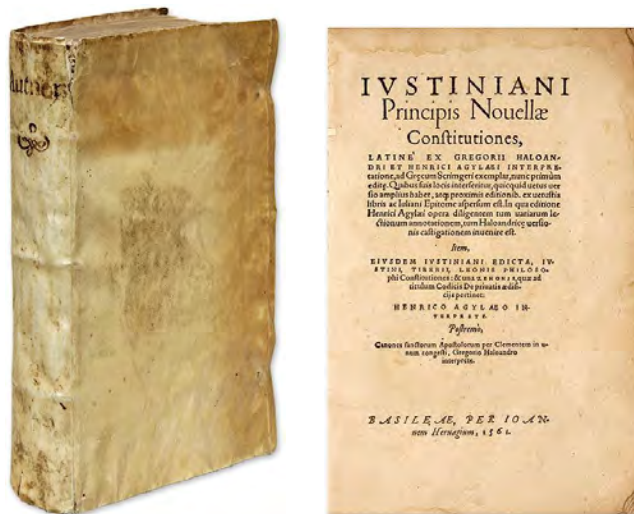 IVSTINIANI
Principis Nouellæ
Conſtitutiones,
LATINE EX GREGORII HALOAN-
DRI ET HENRICI AGYLAEI INTERPRE-
tatione, ad Græcum Scrimgeri exemplar, nunc primùm
editæ. Quibus ſuis locis inſeruntur, quicquid uetus uer
ſio amplius habet, atq; proximis editionib. ex uetuſtis
libris ac Iuliani Epitome aſperſum eſt. In qua editione
Henrici Agylæi opera diligentem tum uariarum le-
ctionum annotationem, tum Haloandricę uerſio-
nis caſtigationem inuenire eſt.
Item,
EIVSDEM IVSTINIANI EDICTA, IV-
STINI, TIBERII, LEONIS PHILOSO-
phi Conſtitutiones: & una ZENONIS, quæ ad
titulum Codicis De priuatis ædifi-
cijs pertinet:
HENRICO AGYLAEO IN-
TERPRETE.
Poſtremò,
Canones ſanctorum Apoſtolorum per Clementem in u-
num congeſti, Gregorio Haloandro
interprete.
BASILEAE, PER IOAN-
nem Heruagium, 1561.